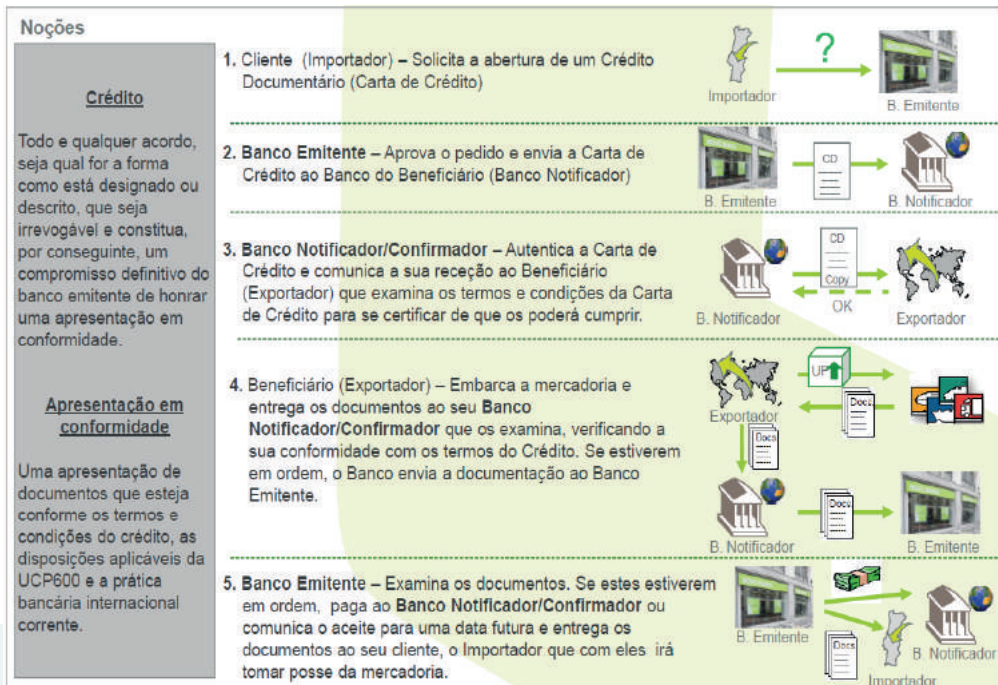 Noções
Crédito
Todo e qualquer acordo,
seja qual for a forma
como está designado ou
descrito, que seja
irrevogável e constitua,
por conseguinte, um
compromisso definitivo do
banco emitente de honrar
uma apresentação em
conformidade.
Apresentação em
conformidade
Uma apresentação de
documentos que esteja
conforme os termos e
condições do crédito, as
disposições aplicáveis da
UCP600 e a prática
bancária internacional
corrente.
1. Cliente (Importador) – Solicita a abertura de um Crédito
Documentário (Carta de Crédito)
?
Importador
B. Emitente
2. Banco Emitente – Aprova o pedido e envia a Carta de
Crédito ao Banco do Beneficiário (Banco Notificador)
CD
B. Emitente
B. Notificador
3. Banco Notificador/Confirmador – Autentica a Carta de
Crédito e comunica a sua receção ao Beneficiário
(Exportador) que examina os termos e condições da Carta
de Crédito para se certificar de que os poderá cumprir.
CD
Copy
OK
B. Notificador
Exportador
4. Beneficiário (Exportador) – Embarca a mercadoria e
entrega os documentos ao seu Banco
Notificador/Confirmador que os examina, verificando a
sua conformidade com os termos do Crédito. Se estiverem
em ordem, o Banco envia a documentação ao Banco
Emitente.
UP
Exportador
Docs
Docs
Docs
B. Notificador
B. Emitente
5. Banco Emitente – Examina os documentos. Se estes estiverem
em ordem, paga ao Banco Notificador/Confirmador ou
comunica o aceite para uma data futura e entrega os
documentos ao seu cliente, o Importador que com eles irá
tomar posse da mercadoria.
B. Emitente
Docs
B. Notificador
Importador